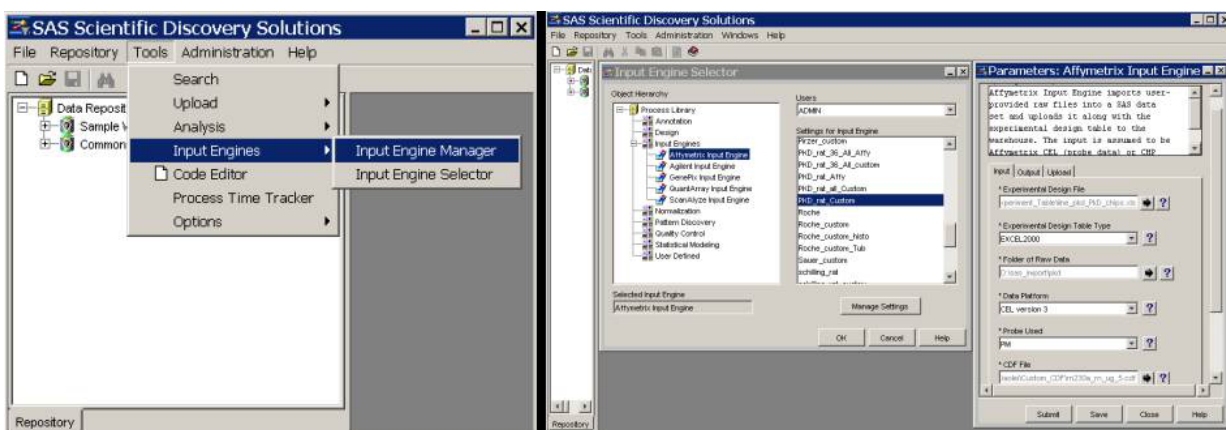 SAS Scientific Discovery Solutions
File Repository Tools Administration Help
Search
Upload
Analysis
Input Engines
Code Editor
Process Time Tracker
Options
Input Engine Manager
Input Engine Selector
Data Reposit
Sample
Common
Repository
SAS Scientific Discovery Solutions
File Repository Tools Administration Windows Help
Data
Repository
Input Engine Selector
Object Hierarchy
Process Library
Annotation
Design
Input Engines
Affymetrix Input Engine
Agilent Input Engine
GenePix Input Engine
QuantArray Input Engine
ScanAlyze Input Engine
Normalization
Pattern Discovery
Quality Control
Statistical Modeling
User Defined
Users
ADMIN
Settings for Input Engine
Pirzer_custom
PKD_rat_36_All_Affy
PKD_rat_36_All_custom
PKD_rat_Affy
PKD_rat_all_Custom
PKD_rat_Custom
Roche
Roche_custom
Roche_custom_histo
Roche_custom_Tub
Sauer_custom
schilling_rat
Selected Input Engine
Affymetrix Input Engine
Manage Settings
OK Cancel Help
Parameters: Affymetrix Input Engine
Affymetrix Input Engine imports user-
provided raw files into a SAS data
set and uploads it along with the
experimental design table to the
warehouse. The input is assumed to be
Affymetrix CEL (probe data) or CHP
Input Output Upload
* Experimental Design File
* Experimental Design Table Type
EXCEL2000
* Folder of Raw Data
* Data Platform
CEL version 3
* Probe Used
PM
* CDF File
Submit Save Close Help